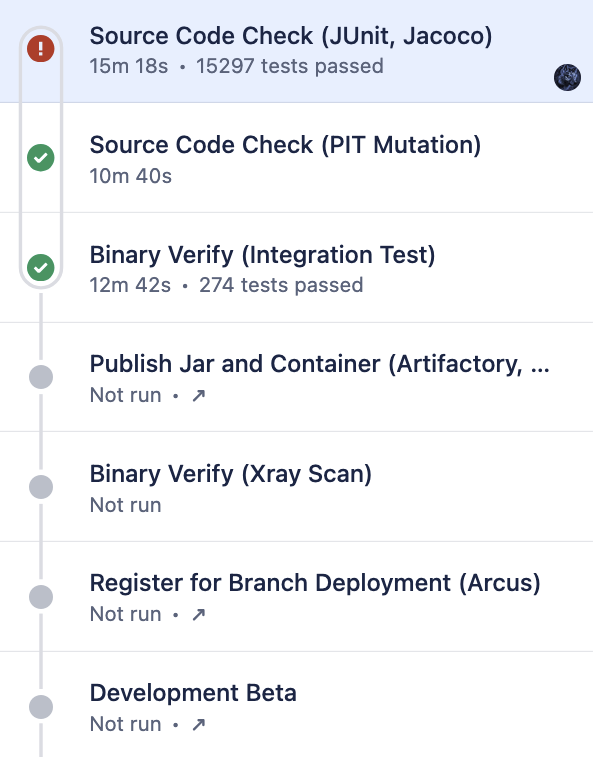 Source Code Check (JUnit, Jacoco)
15m 18s • 15297 tests passed
Source Code Check (PIT Mutation)
10m 40s
Binary Verify (Integration Test)
12m 42s • 274 tests passed
Publish Jar and Container (Artifactory, ...
Not run •
Binary Verify (Xray Scan)
Not run
Register for Branch Deployment (Arcus)
Not run •
Development Beta
Not run •